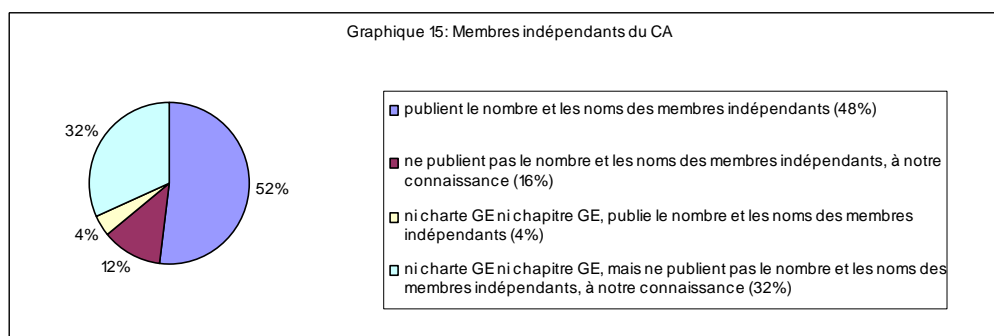 Graphique 15: Membres indépendants du CA
32%
52%
4%
12%
publient le nombre et les noms des membres indépendants (48%)
ne publient pas le nombre et les noms des membres indépendants, à notre
connaissance (16%)
ni charte GE ni chapitre GE, publie le nombre et les noms des membres
indépendants (4%)
ni charte GE ni chapitre GE, mais ne publient pas le nombre et les noms des
membres indépendants, à notre connaissance (32%)